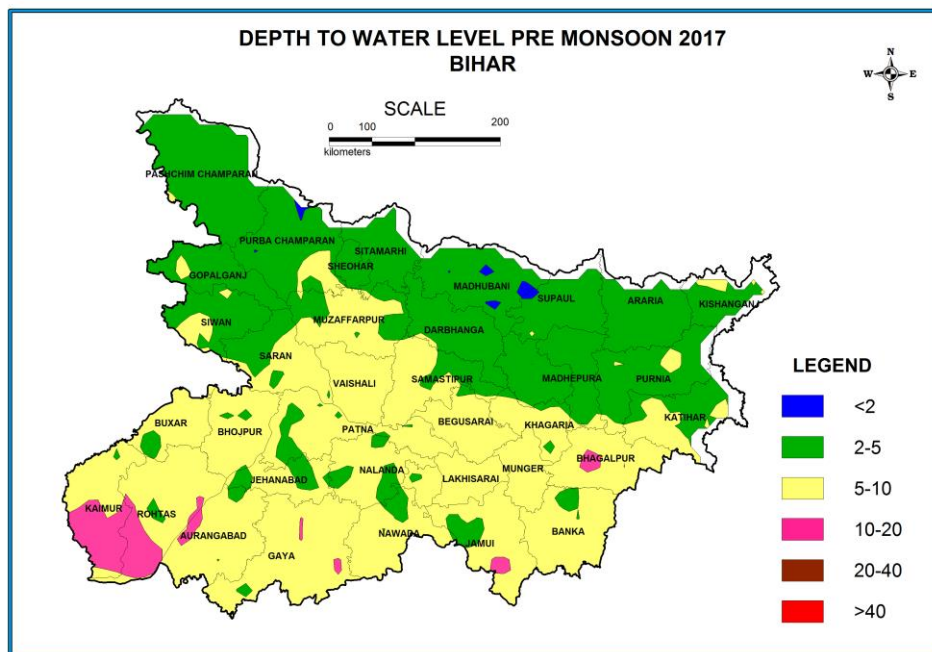 DEPTH TO WATER LEVEL PRE MONSOON 2017
BIHAR
N
W E
S
SCALE
0 100 200
kilometers
PASHCHIM CHAMPARAN
PURBA CHAMPARAN
SITAMARHI
SHEOHAR
GOPALGANJ
MADHUBANI
SUPAUL
ARARIA
KISHANGANJ
SIWAN
MUZAFFARPUR
DARBHANGA
SARAN
VAISHALI
SAMASTIPUR
MADHEPURA
PURNIA
KATIHAR
BUXAR
BHOJPUR
PATNA
BEGUSARAI
KHAGARIA
BHAGALPUR
NALANDA
MUNGER
JEHANABAD
LAKHISARAI
KAIMUR
ROHTAS
AURANGABAD
GAYA
NAWADA
JAMUI
BANKA
LEGEND
<2
2-5
5-10
10-20
20-40
>40